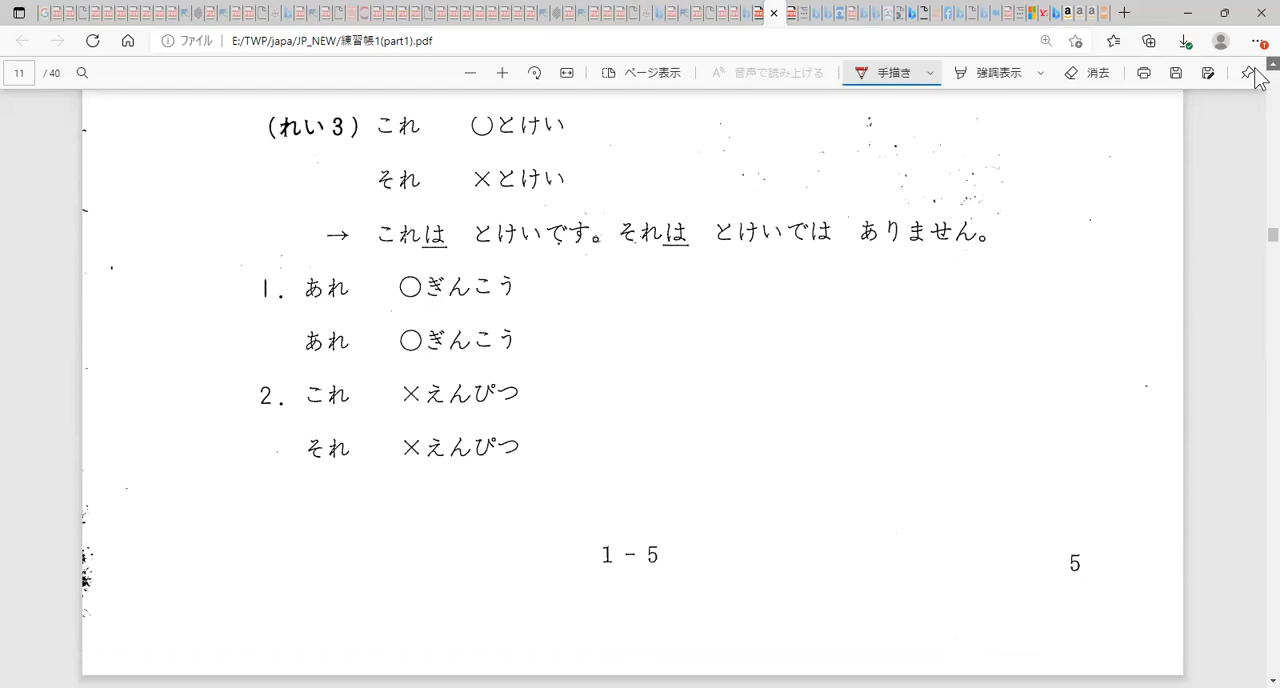 ファイル E:/TWP/japa/JP_NEW/練習帳1(part1).pdf
11 / 40 ページ表示 音声で読み上げる 手描き 強調表示 消去
(れい3) これ ○とけい
それ ×とけい
→ これは とけいです。それは とけいでは ありません。
1. あれ ○ぎんこう
あれ ○ぎんこう
2. これ ×えんぴつ
それ ×えんぴつ
1-5
5